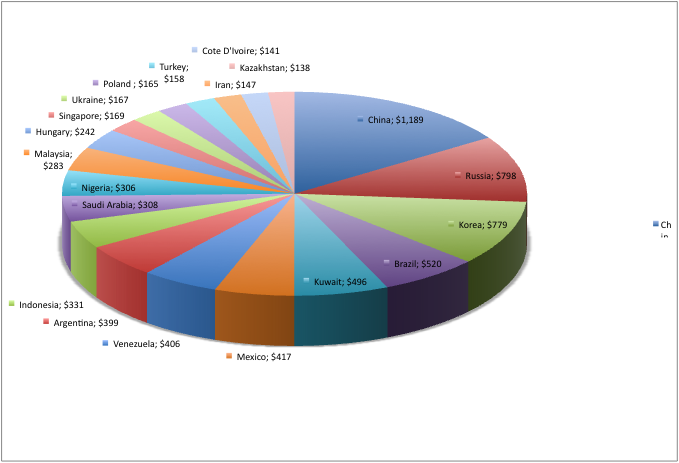 Cote D'Ivoire; $141
Turkey;
$158
Kazakhstan; $138
Poland ; $165
Iran; $147
Ukraine; $167
Singapore; $169
Hungary; $242
Malaysia;
$283
China; $1,189
Russia; $798
Nigeria; $306
Saudi Arabia; $308
Korea; $779
Ch
in
Brazil; $520
Kuwait; $496
Indonesia; $331
Argentina; $399
Venezuela; $406
Mexico; $417